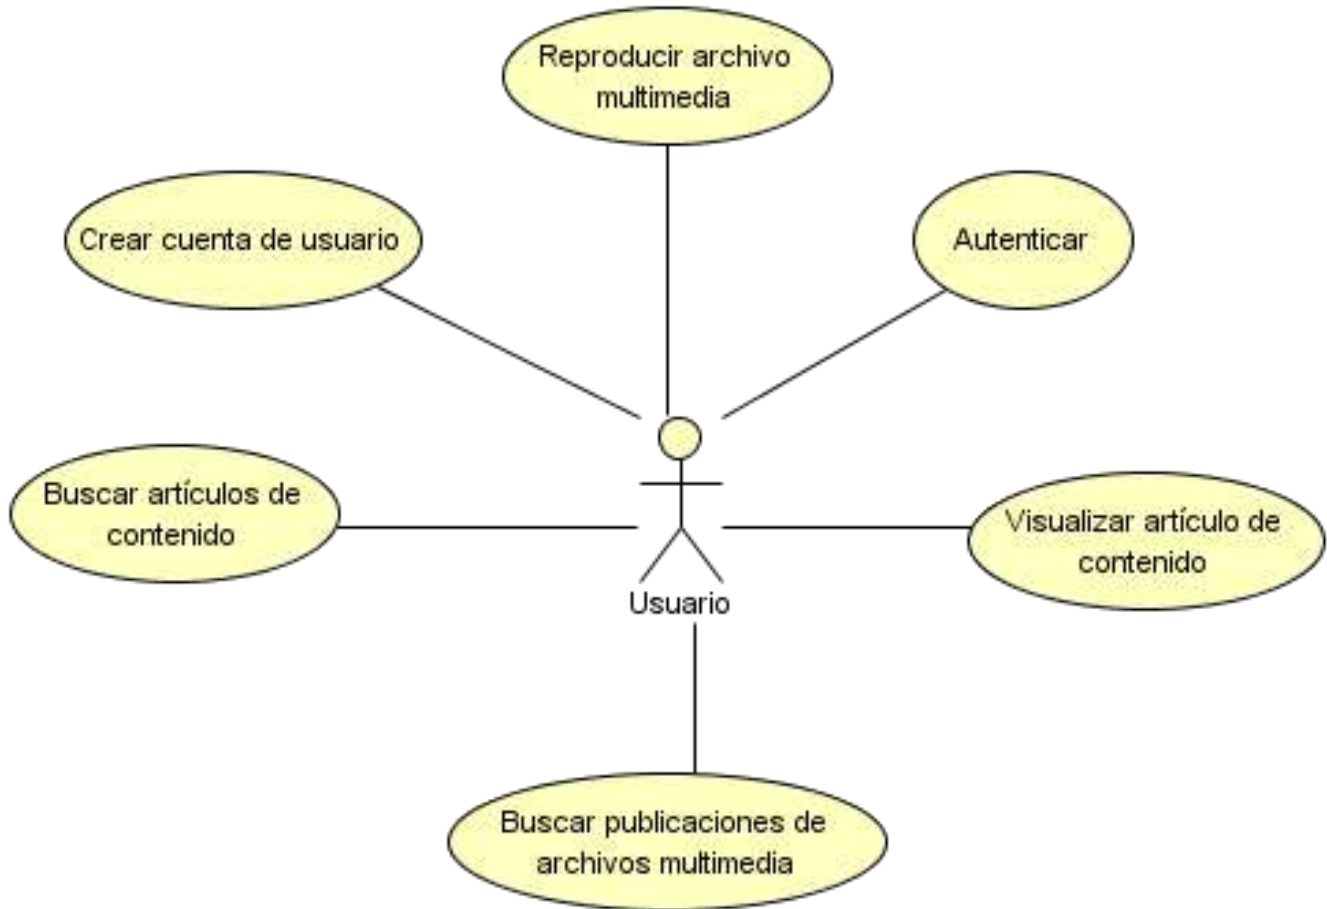 Reproducir archivo
multimedia
Crear cuenta de usuario
Autenticar
Buscar artículos de
contenido
Visualizar artículo de
contenido
Usuario
Buscar publicaciones de
archivos multimedia